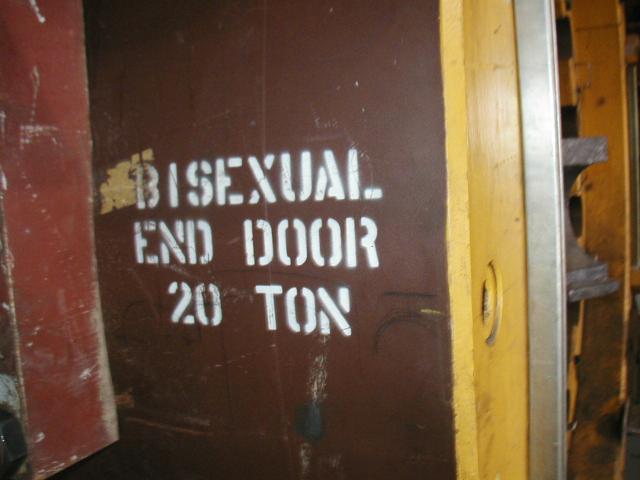 BISEXUAL
END DOOR
20 TON